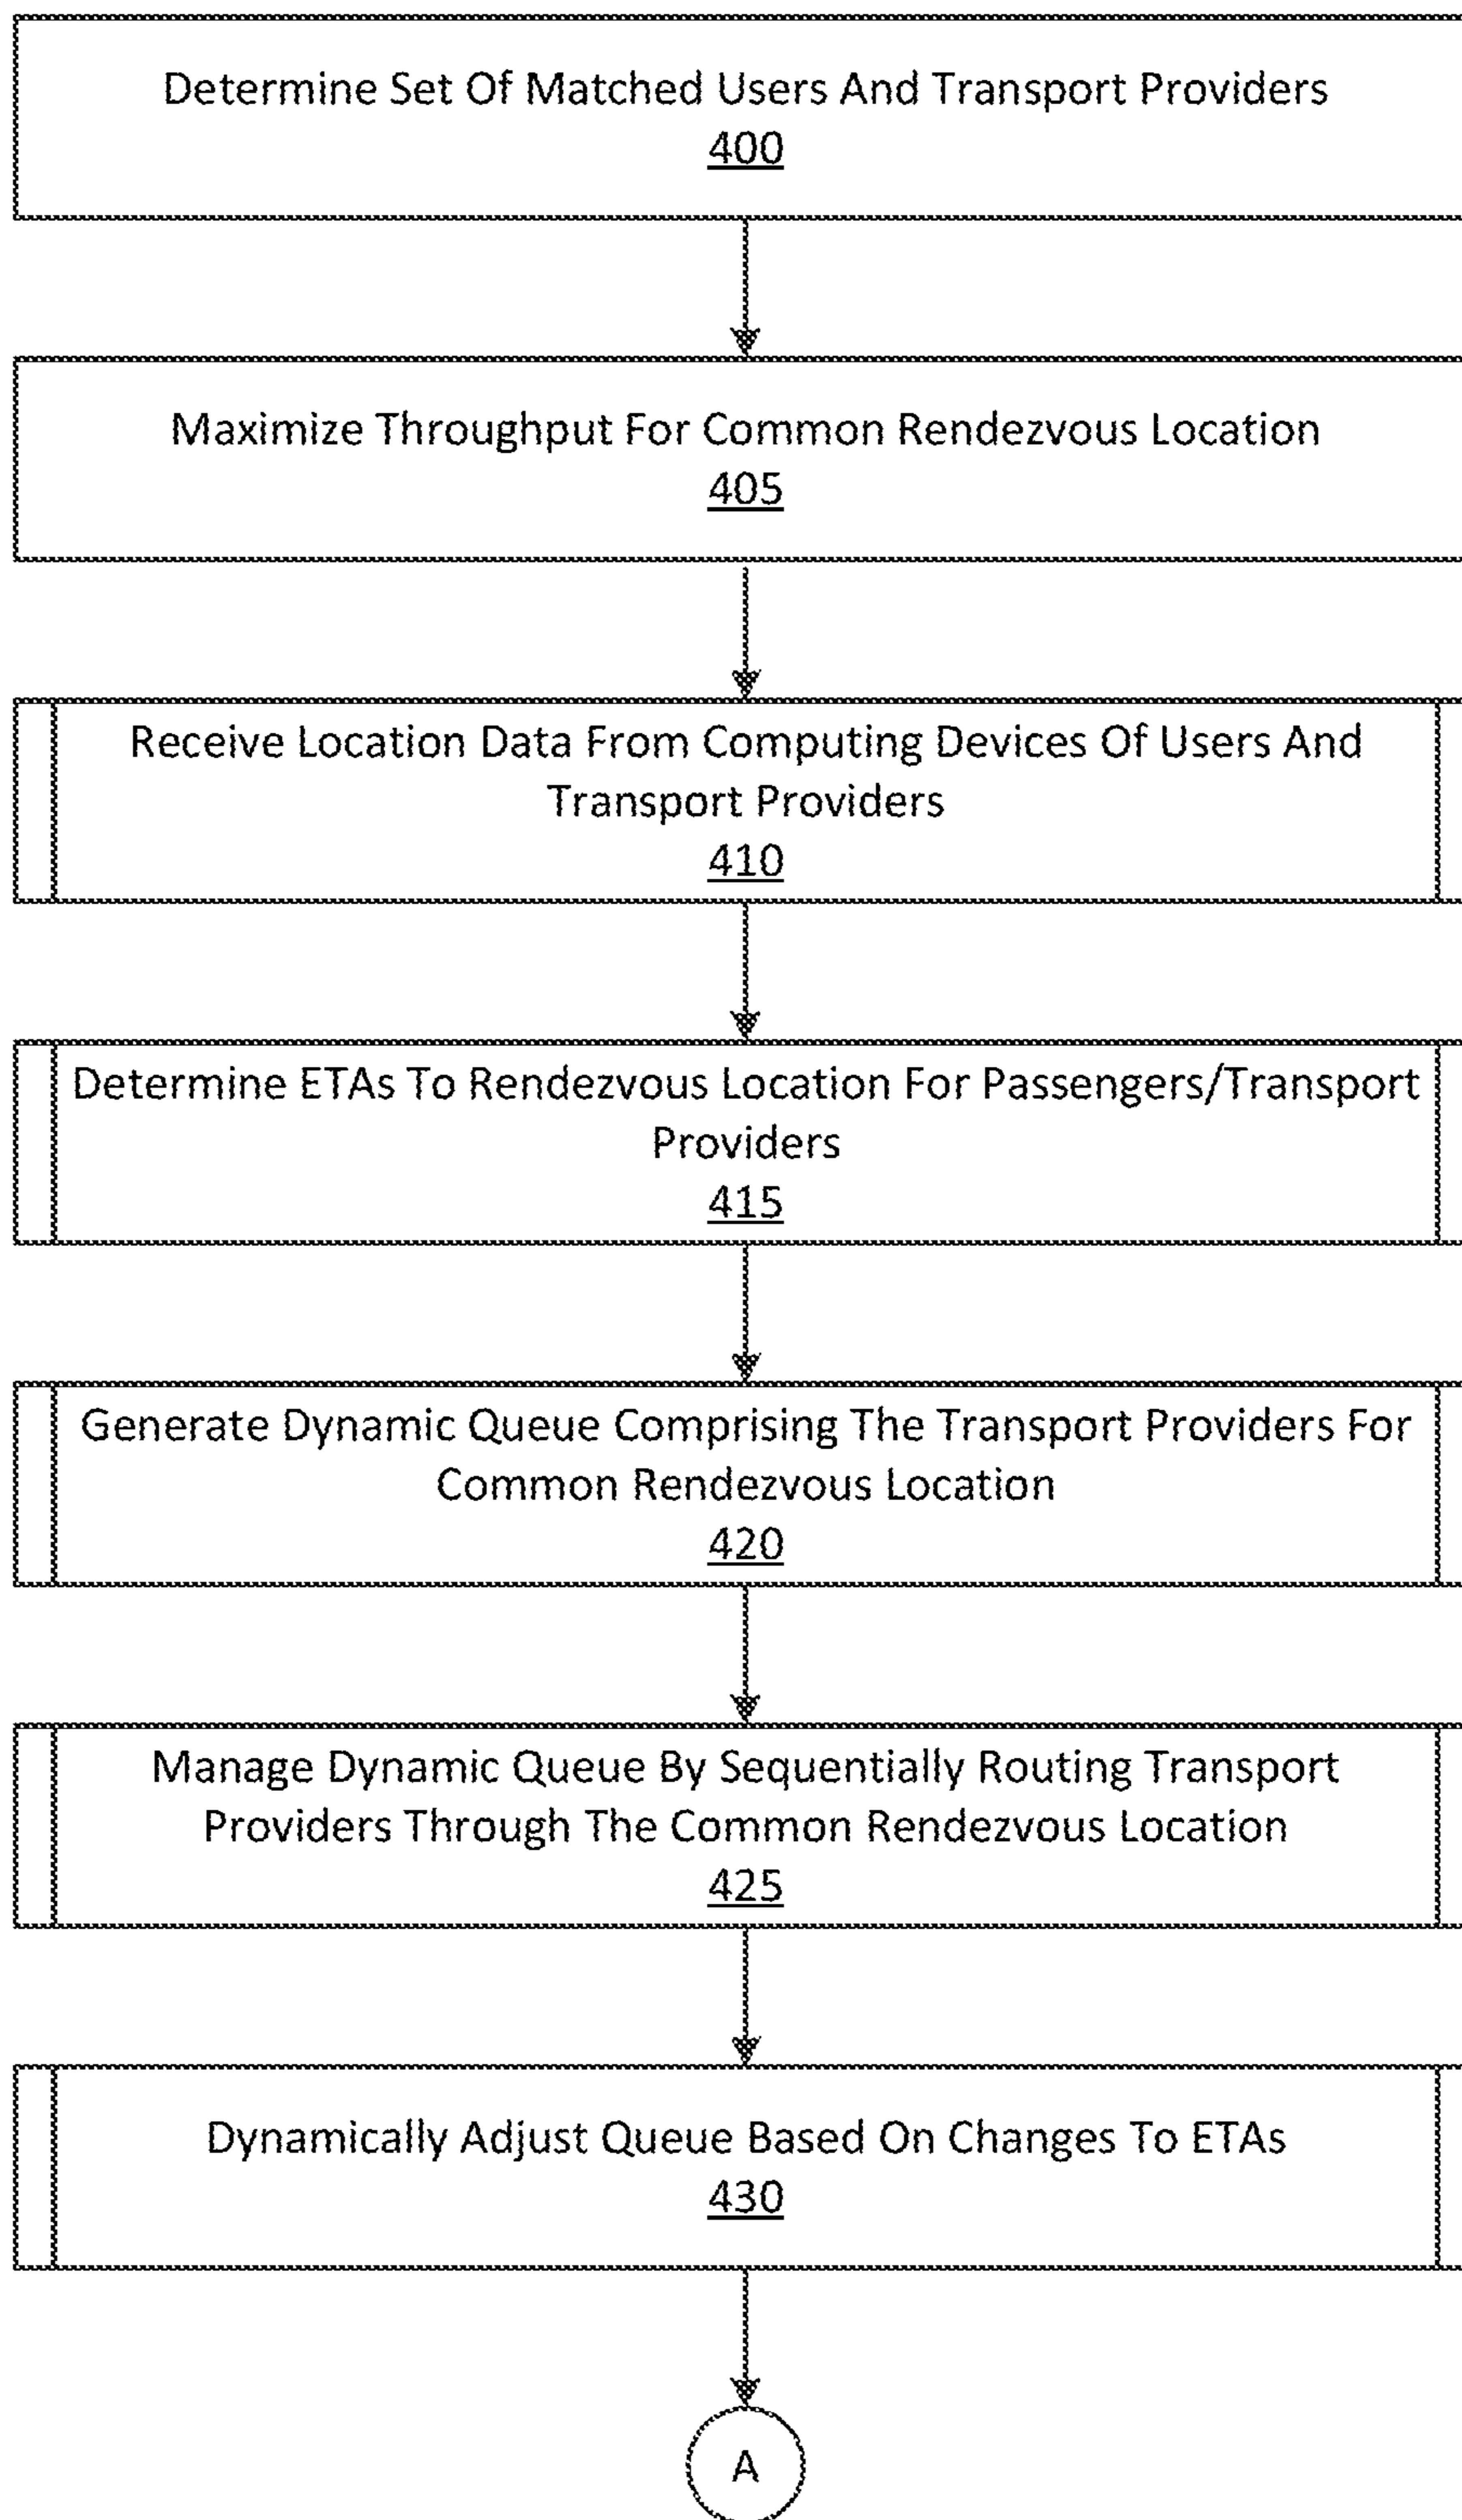 Determine Set Of Matched Users And Transport Providers
400
Maximize Throughput For Common Rendezvous Location
405
Receive Location Data From Computing Devices Of Users And
Transport Providers
410
Determine ETAs To Rendezvous Location For Passengers/Transport
Providers
415
Generate Dynamic Queue Comprising The Transport Providers For
Common Rendezvous Location
420
Manage Dynamic Queue By Sequentially Routing Transport
Providers Through The Common Rendezvous Location
425
Dynamically Adjust Queue Based On Changes To ETAs
430
A